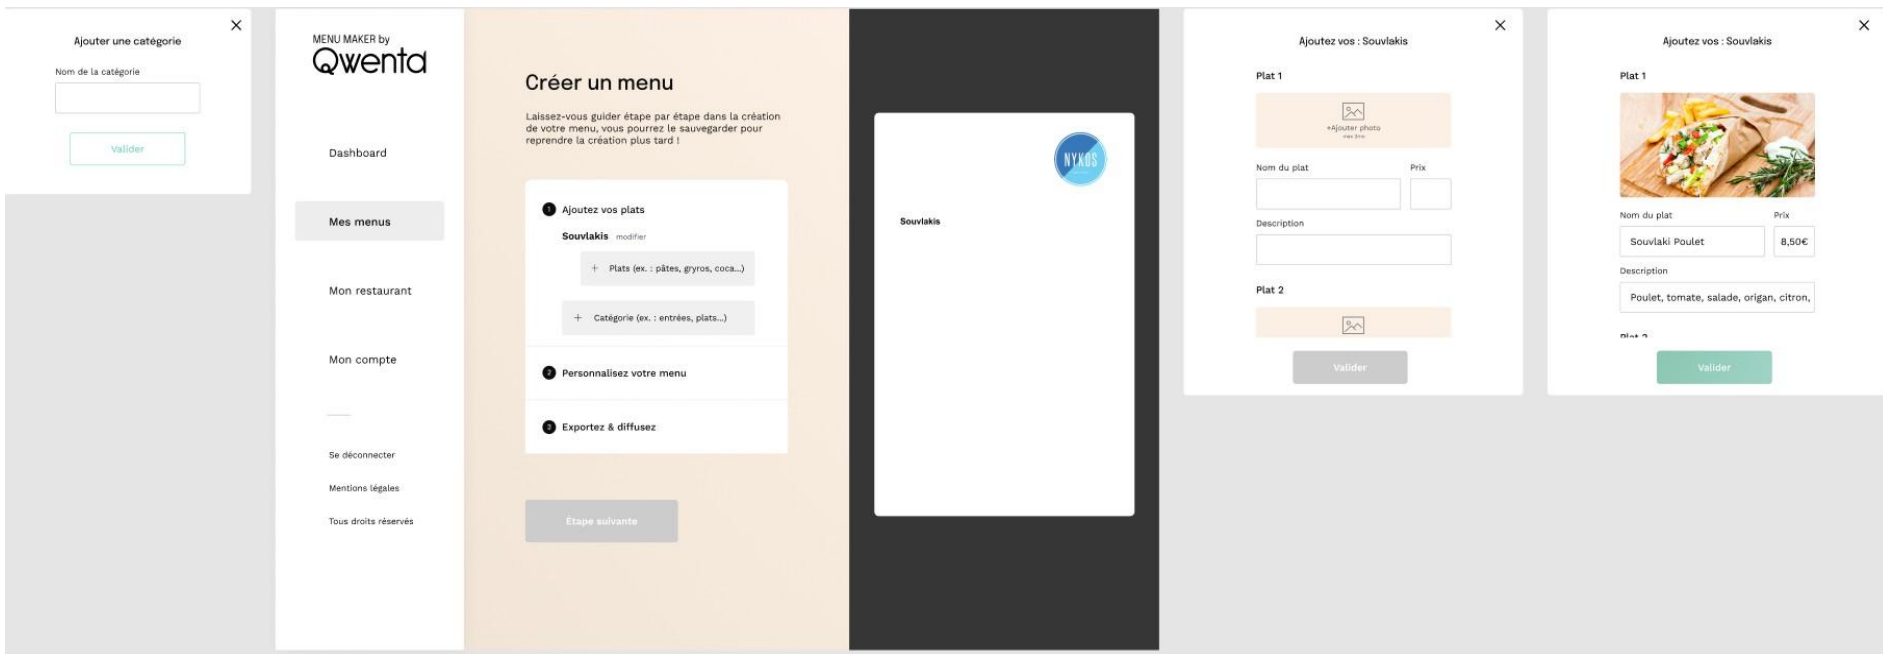 Ajouter une catégorie
Nom de la catégorie
Valider
MENU MAKER by
Qwenta
Dashboard
Mes menus
Mon restaurant
Mon compte
Se déconnecter
Mentions légales
Tous droits réservés
Créer un menu
Laissez-vous guider étape par étape dans la création
de votre menu, vous pourrez le sauvegarder pour
reprendre la création plus tard !
1 Ajoutez vos plats
Souvlakis modifier
+ Plats (ex. : pâtes, gryros, coca...)
+ Catégorie (ex. : entrées, plats...)
2 Personnalisez votre menu
3 Exportez & diffusez
Étape suivante
NYKOS
Souvlakis
Ajoutez vos : Souvlakis
Plat 1
+Ajouter photo
Nom du plat Prix
Description
Plat 2
Valider
Ajoutez vos : Souvlakis
Plat 1
Nom du plat Prix
Souvlaki Poulet 8,50€
Description
Poulet, tomate, salade, origan, citron,
Plat 2
Valider